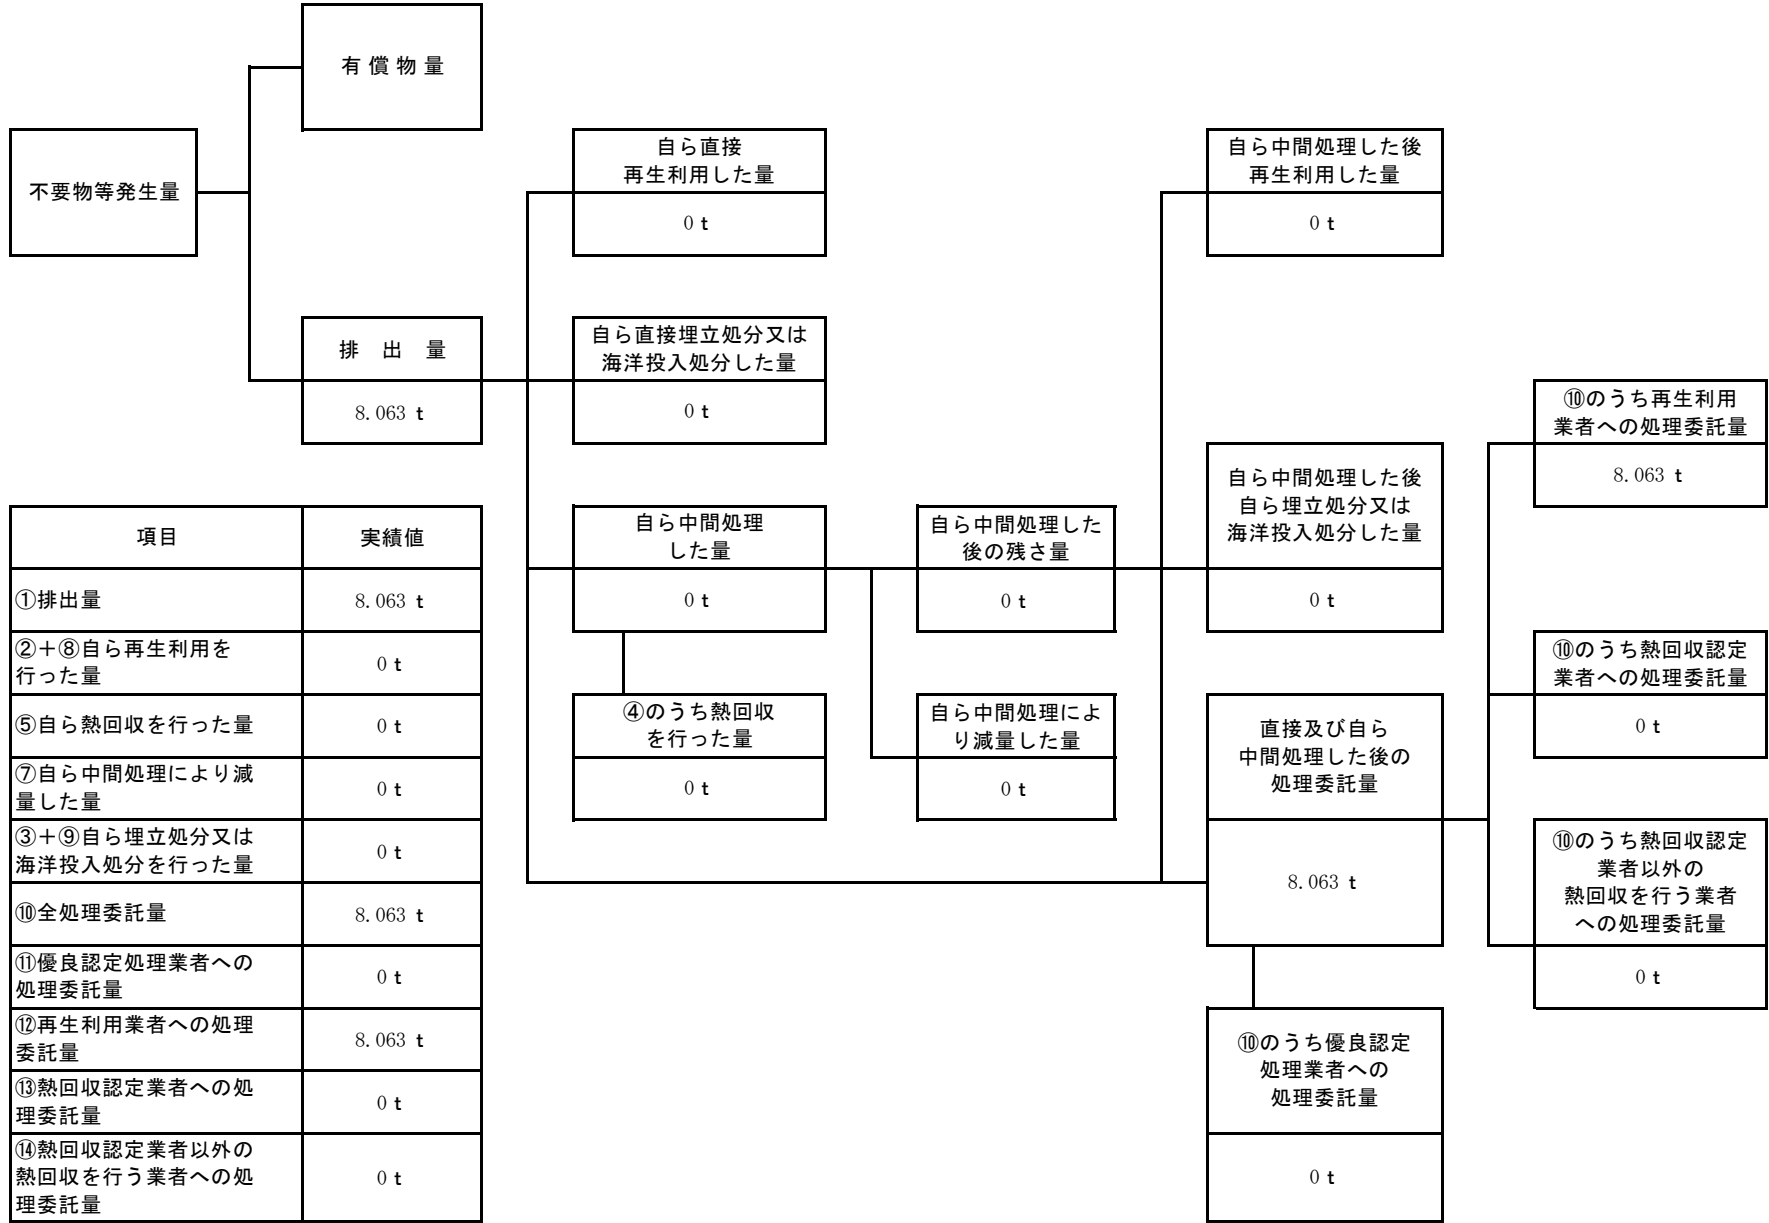 有償物量
不要物等発生量
自ら直接
再生利用した量
0 t
自ら中間処理した後
再生利用した量
0 t
排出量
8.063 t
自ら直接埋立処分又は
海洋投入処分した量
0 t
⑩のうち再生利用
業者への処理委託量
8.063 t
自ら中間処理
した量
0 t
自ら中間処理した
後の残さ量
0 t
自ら中間処理した後
自ら埋立処分又は
海洋投入処分した量
0 t
④のうち熱回収
を行った量
0 t
自ら中間処理によ
り減量した量
0 t
直接及び自ら
中間処理した後の
処理委託量
8.063 t
⑩のうち熱回収認定
業者への処理委託量
0 t
⑩のうち熱回収認定
業者以外の
熱回収を行う業者
への処理委託量
0 t
⑩のうち優良認定
処理業者への
処理委託量
0 t
項目 実績値
①排出量 8.063 t
②+⑧自ら再生利用を
行った量
0 t
⑤自ら熱回収を行った量 0 t
⑦自ら中間処理により減
量した量
0 t
③+⑨自ら埋立処分又は
海洋投入処分を行った量
0 t
⑩全処理委託量 8.063 t
⑪優良認定処理業者への
処理委託量
0 t
⑫再生利用業者への処理
委託量
8.063 t
⑬熱回収認定業者への処
理委託量
0 t
⑭熱回収認定業者以外の
熱回収を行う業者への処
理委託量
0 t